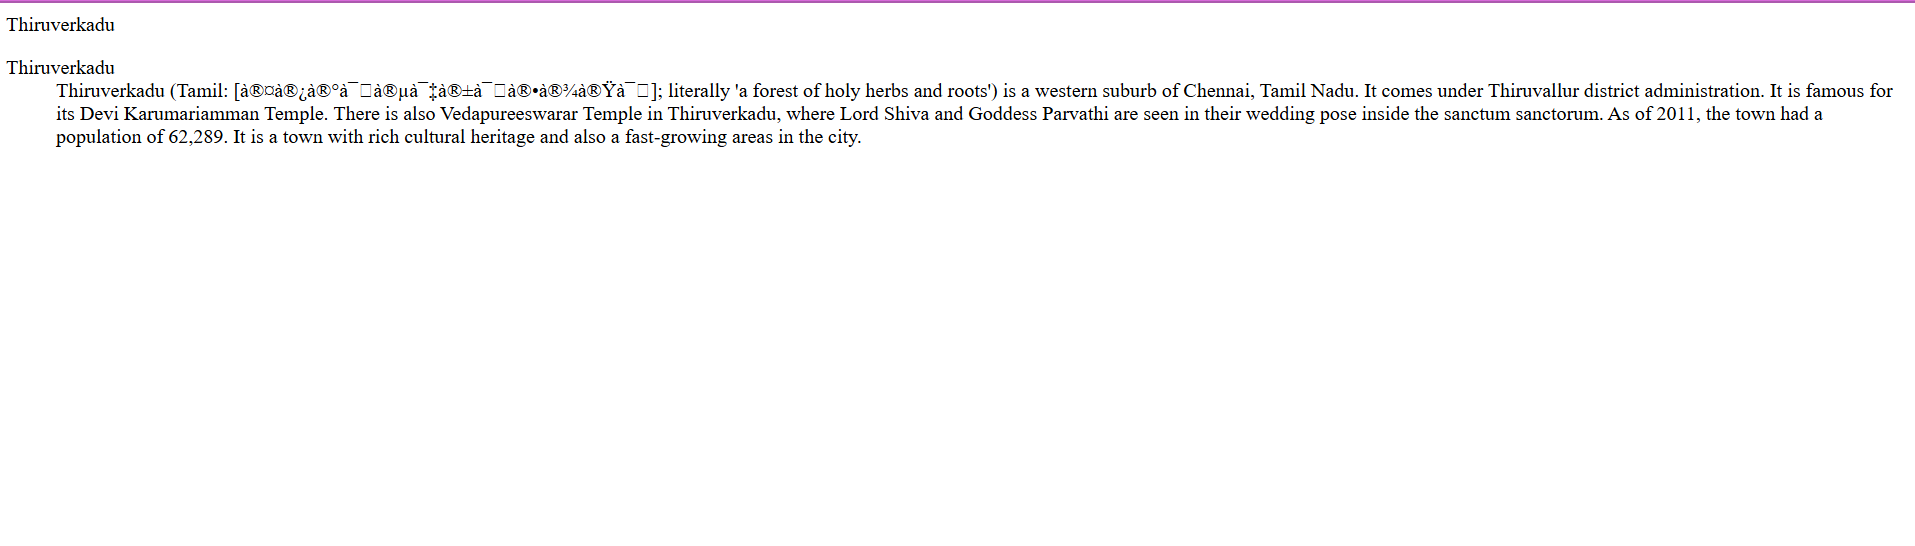 Thiruverkadu
Thiruverkadu
Thiruverkadu (Tamil: [à®¤à®¿à®°à¯□à®µà¯‡à®±à¯□à®•à®¾à®Ÿà¯□]; literally 'a forest of holy herbs and roots') is a western suburb of Chennai, Tamil Nadu. It comes under Thiruvallur district administration. It is famous for
its Devi Karumariamman Temple. There is also Vedapureeswarar Temple in Thiruverkadu, where Lord Shiva and Goddess Parvathi are seen in their wedding pose inside the sanctum sanctorum. As of 2011, the town had a
population of 62,289. It is a town with rich cultural heritage and also a fast-growing areas in the city.